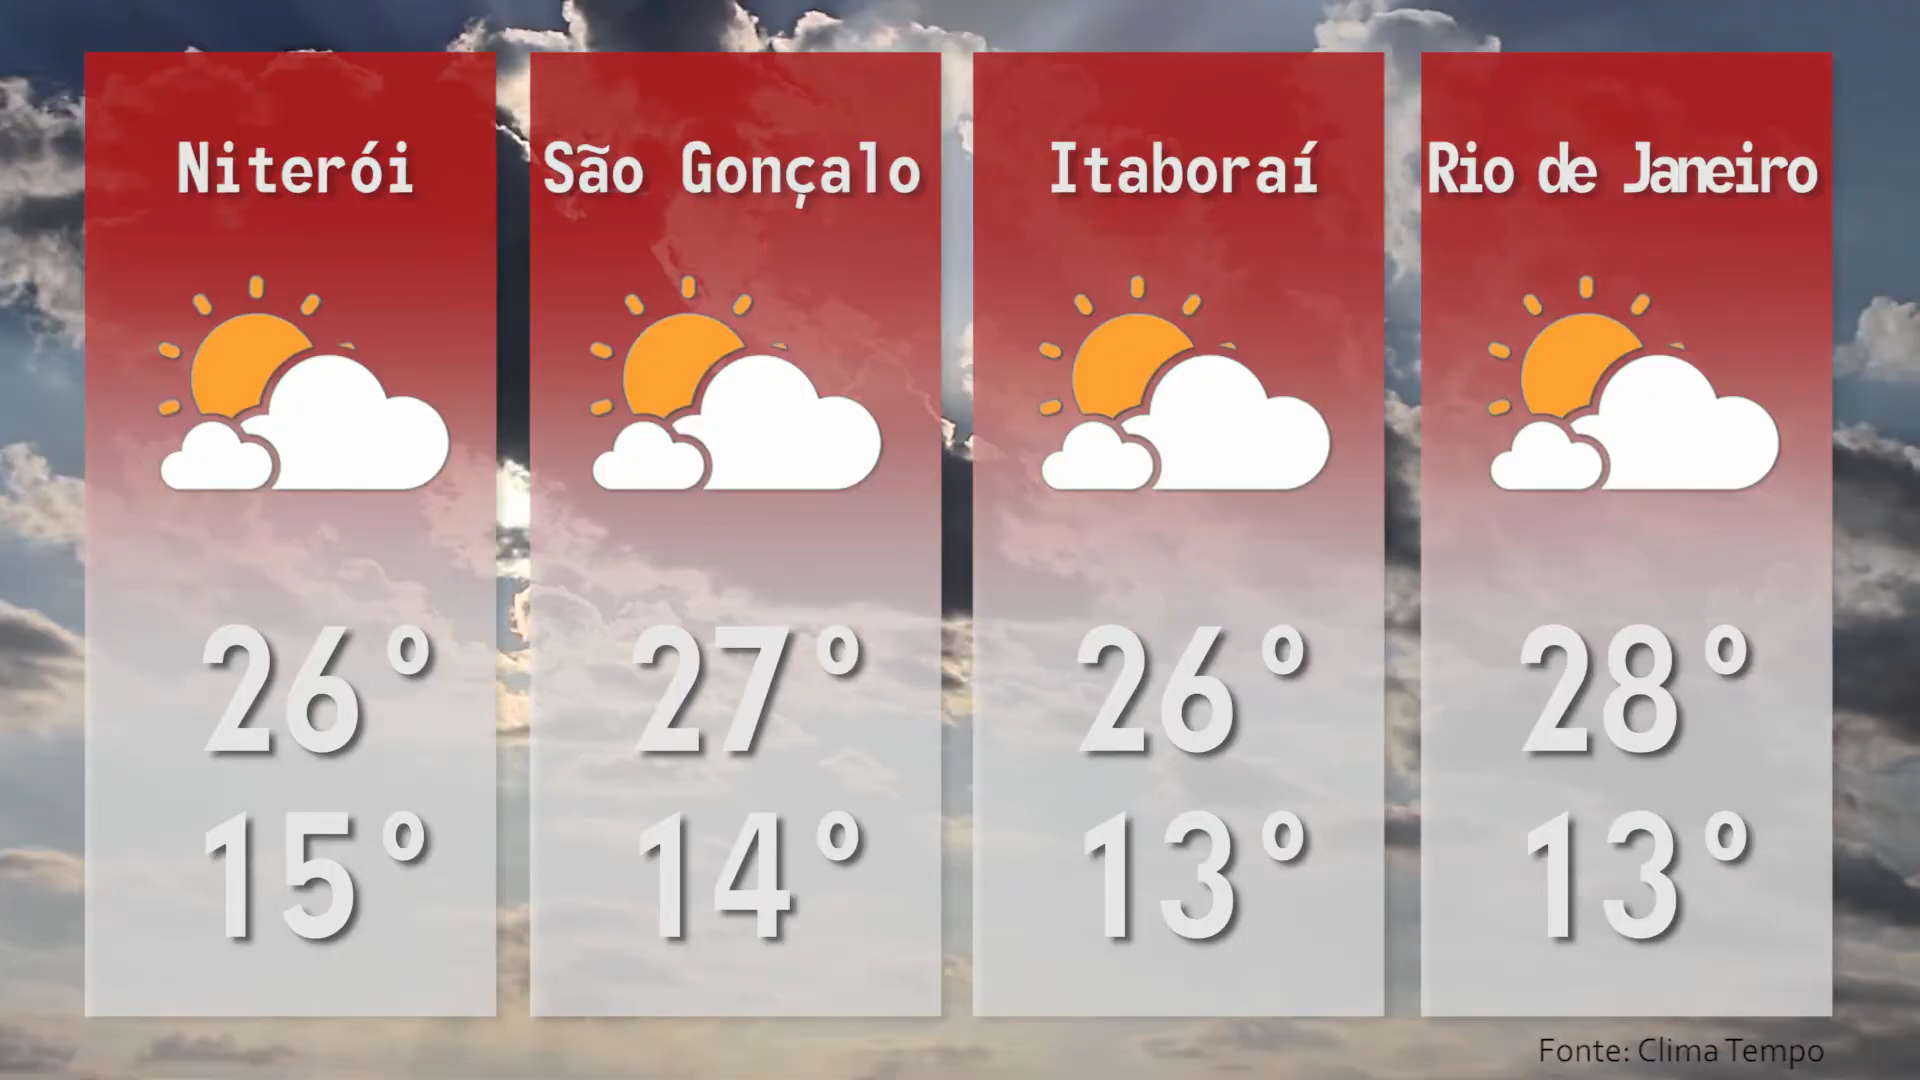 Niterói
26°
15°
São Gonçalo
27°
14°
Itaboraí
26°
13°
Rio de Janeiro
28°
13°
Fonte: Clima Tempo